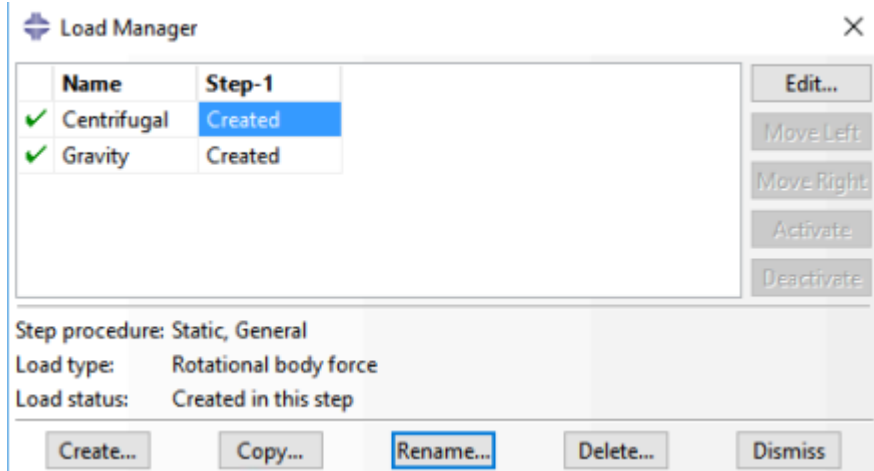 Load Manager
Name Step-1
Centrifugal Created
Gravity Created
Edit...
Move Left
Move Right
Activate
Deactivate
Step procedure: Static, General
Load type: Rotational body force
Load status: Created in this step
Create... Copy... Rename... Delete... Dismiss